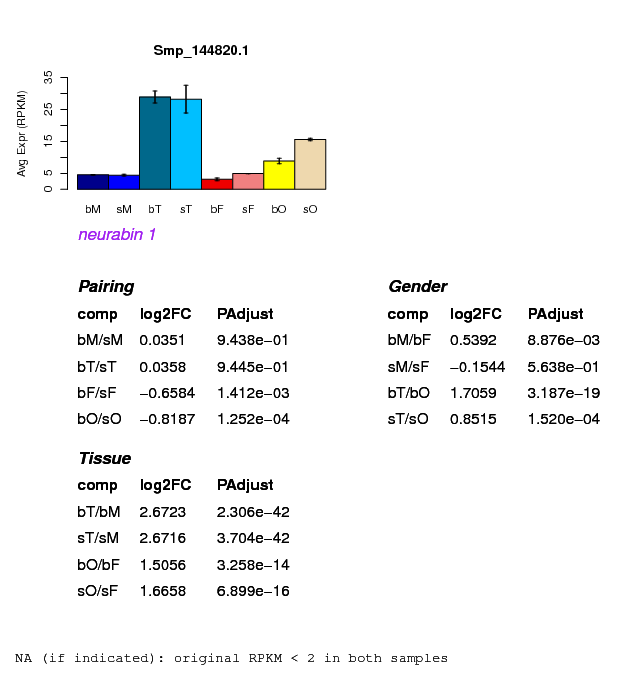 Smp_144820.1
Avg Expr (RPKM)
35
25
15
5
0
bM sM bT sT bF sF bO sO
neurabin 1
Pairing
comp log2FC PAdjust
bM/sM 0.0351 9.438e−01
bT/sT 0.0358 9.445e−01
bF/sF −0.6584 1.412e−03
bO/sO −0.8187 1.252e−04
Gender
comp log2FC PAdjust
bM/bF 0.5392 8.876e−03
sM/sF −0.1544 5.638e−01
bT/bO 1.7059 3.187e−19
sT/sO 0.8515 1.520e−04
Tissue
comp log2FC PAdjust
bT/bM 2.6723 2.306e−42
sT/sM 2.6716 3.704e−42
bO/bF 1.5056 3.258e−14
sO/sF 1.6658 6.899e−16
NA (if indicated): original RPKM < 2 in both samples